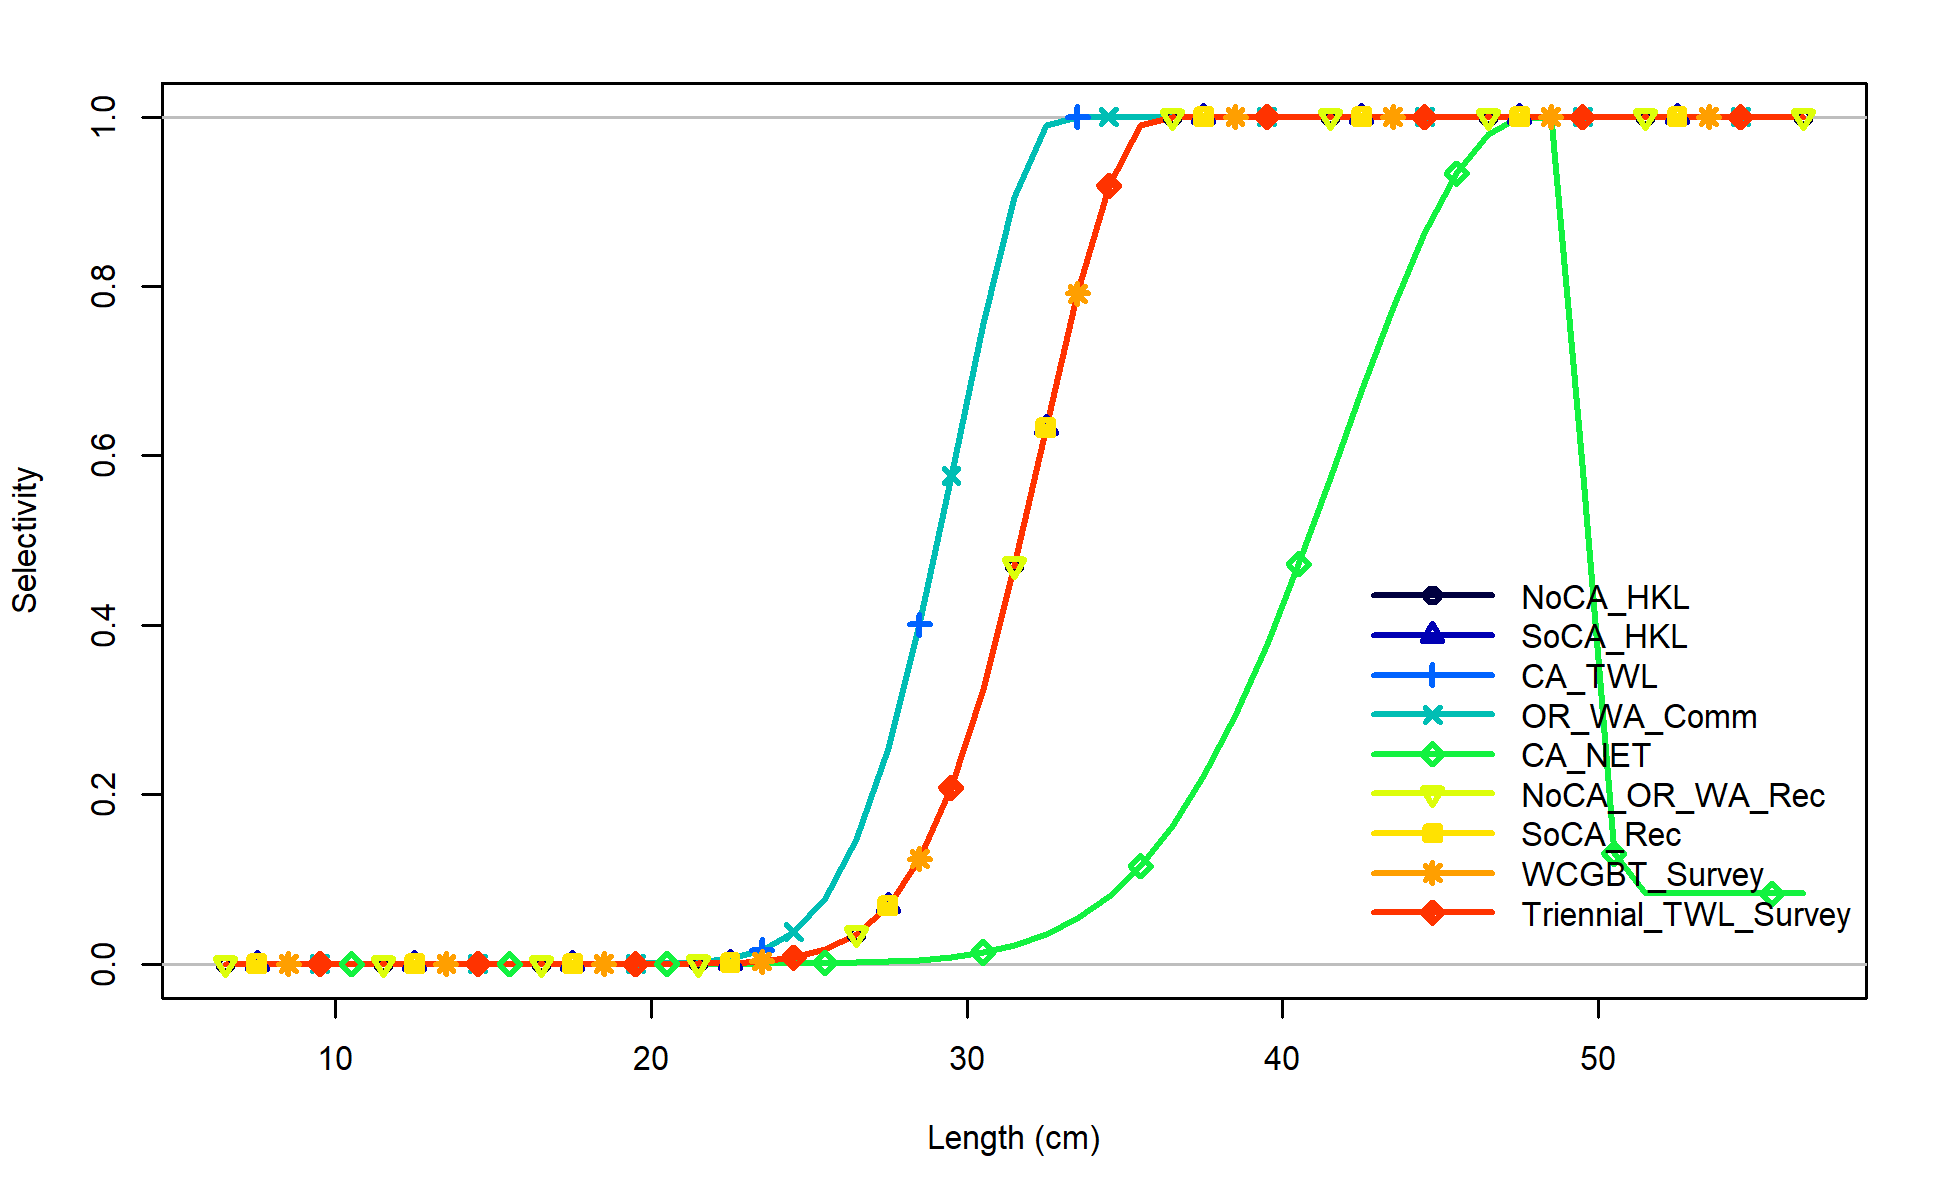 1.0
0.8
0.6
0.4
0.2
0.0
Selectivity
NoCA_HKL
SoCA_HKL
CA_TWL
OR_WA_Comm
CA_NET
NoCA_OR_WA_Rec
SoCA_Rec
WCGBT_Survey
Triennial_TWL_Survey
10 20 30 40 50
Length (cm)